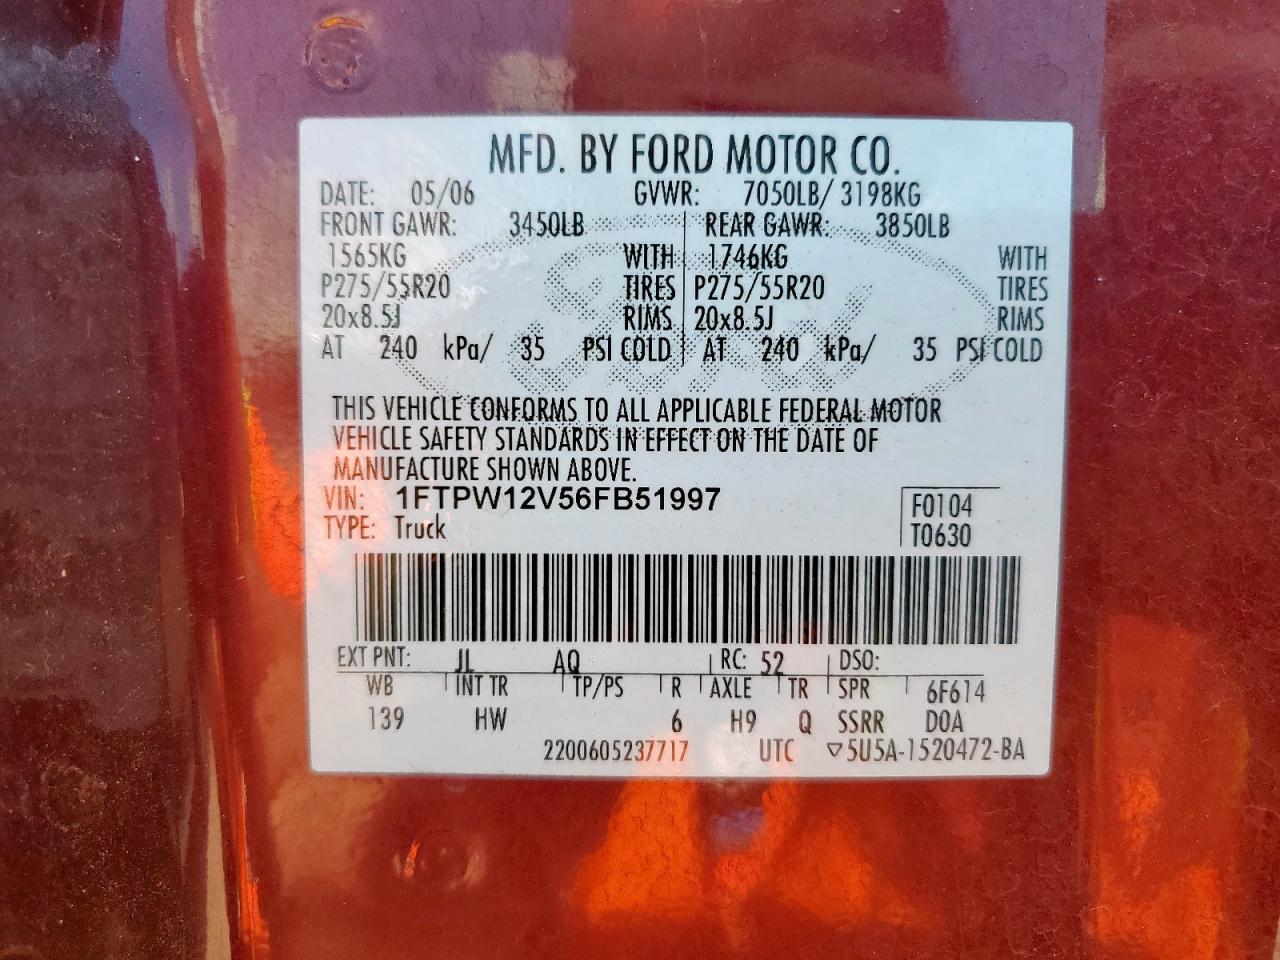 MFD. BY FORD MOTOR CO.
DATE: 05/06 GVWR: 7050LB/ 3198KG
FRONT GAWR: 3450LB REAR GAWR: 3850LB
1565KG WITH 1746KG WITH
P275/55R20 TIRES P275/55R20 TIRES
20x8.5J RIMS 20x8.5J RIMS
AT 240 kPa/ 35 PSI COLD AT 240 kPa/ 35 PSI COLD
Ford
THIS VEHICLE CONFORMS TO ALL APPLICABLE FEDERAL MOTOR
VEHICLE SAFETY STANDARDS IN EFFECT ON THE DATE OF
MANUFACTURE SHOWN ABOVE.
VIN: 1FTPW12V56FB51997 F0104
TYPE: Truck T0630
EXT PNT: JL AQ RC: 52 DSO:
WB INT TR TP/PS R AXLE TR SPR 6F614
139 HW 6 H9 Q SSRR D0A
2200605237717 UTC ▽5U5A-1520472-BA